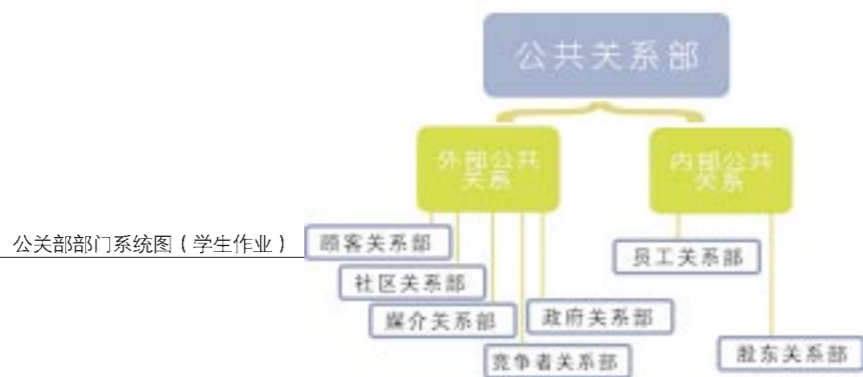 公共关系部
外部公共
关系
内部公共
关系
公关部部门系统图（学生作业）
顾客关系部
社区关系部
媒介关系部
竞争者关系部
政府关系部
员工关系部
股东关系部